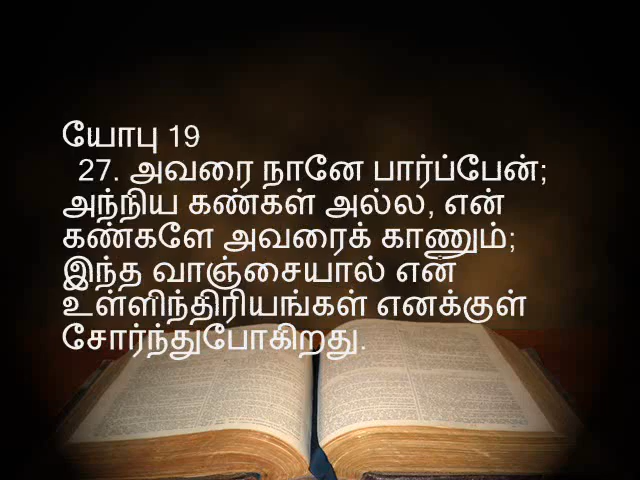 யோபு 19
27. அவரை நானே பார்ப்பேன்;
அந்நிய கண்கள் அல்ல, என்
கண்களே அவரைக் காணும்;
இந்த வாஞ்சையால் என்
உள்ளிந்திரியங்கள் எனக்குள்
சோர்ந்துபோகிறது.